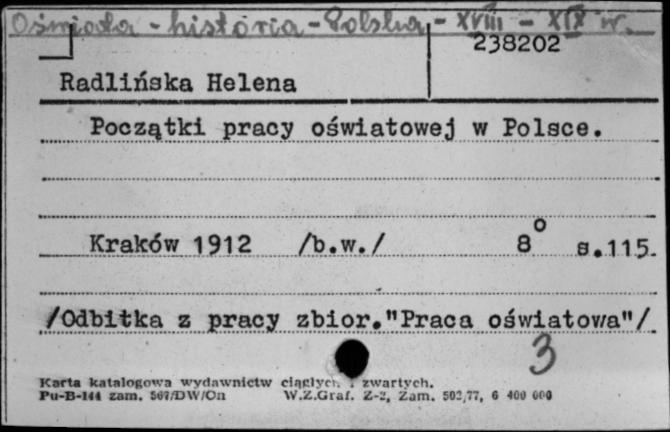 Oświata - historia - Polska - XVIII - XIX w.
238202
Radlińska Helena
Początki pracy oświatowej w Polsce.
Kraków 1912 /b.w./ 8° s.115.
/Odbitka z pracy zbior."Praca oświatowa"/
3
Karta katalogowa wydawnictw ciągłych i zwartych.
Pu-B-144 zam. 567/DW/On W.Z.Graf. Z-2, Zam. 502/77, 6 400 000